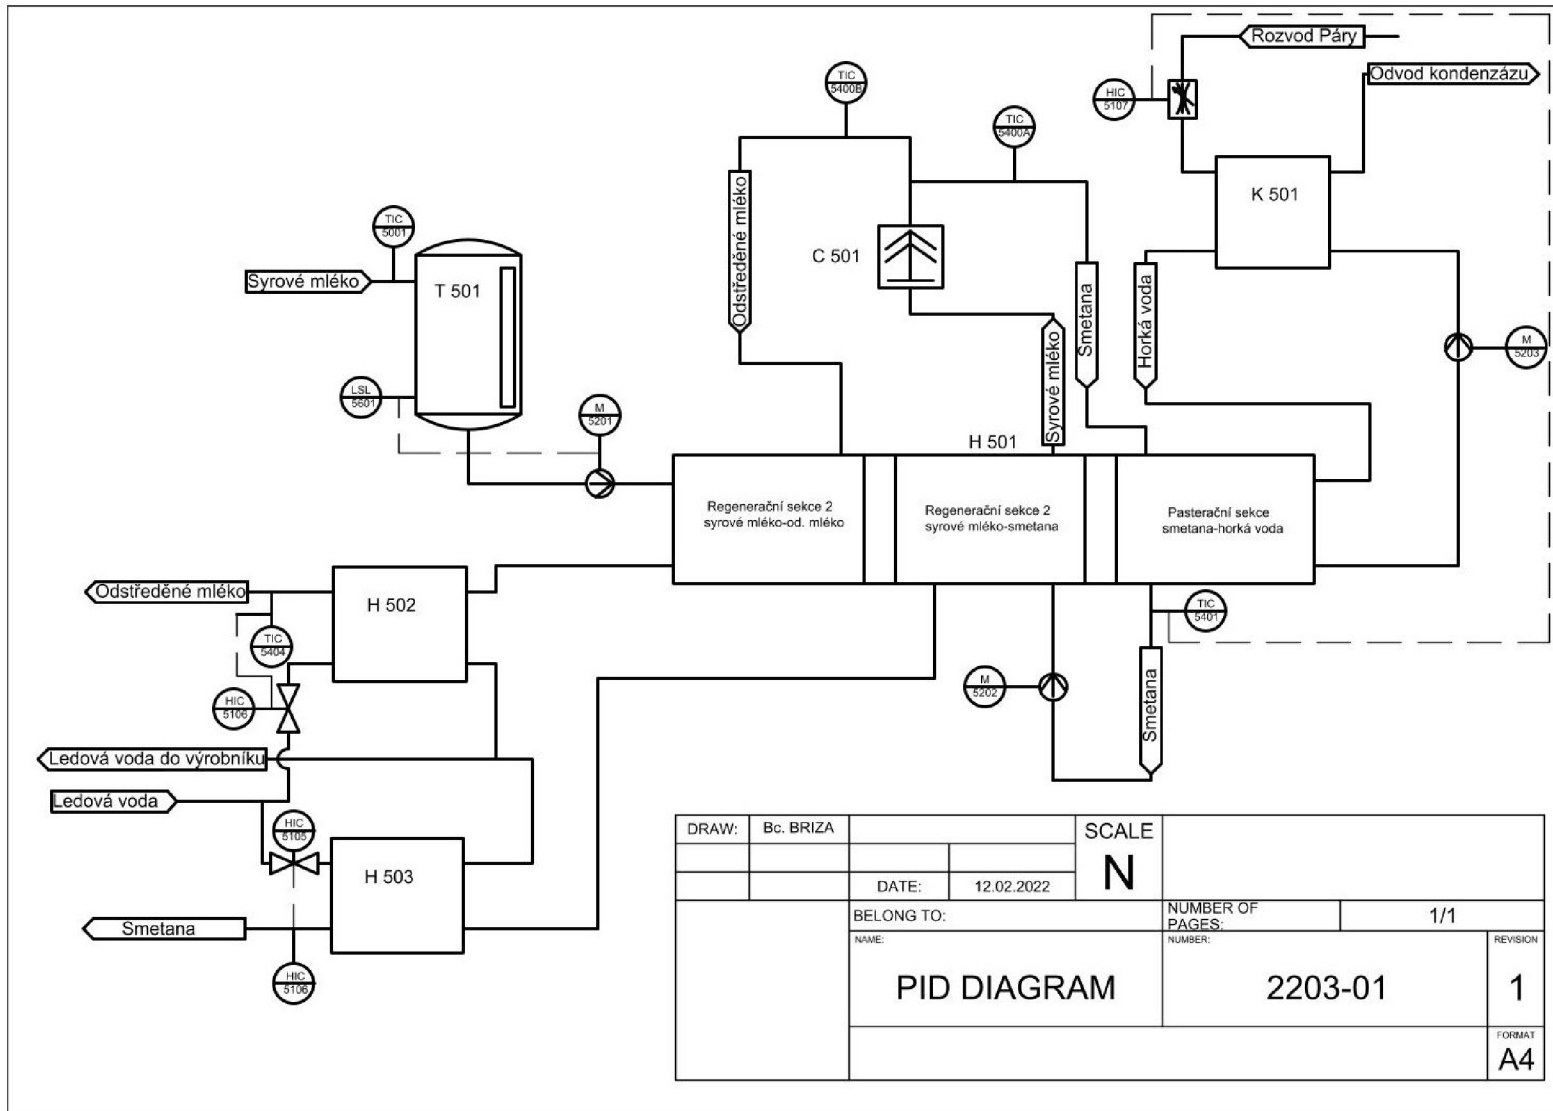 Rozvod Páry
Odvod kondenzázu
TIC
5400B
HIC
5107
TIC
5400A
K 501
TIC
5001
Syrové mléko
T 501
Odstředěné mléko
C 501
Smetana
Horká voda
Syrové mléko
M
5203
LSL
5601
M
5201
H 501
Regenerační sekce 2
syrové mléko-od. mléko
Regenerační sekce 2
syrové mléko-smetana
Pasterační sekce
smetana-horká voda
Odstředěné mléko
H 502
TIC
5404
TIC
5401
HIC
5106
M
5202
Smetana
Ledová voda do výrobníku
Ledová voda
HIC
5105
H 503
Smetana
HIC
5106
DRAW:
Bc. BRIZA
SCALE
N
DATE:
12.02.2022
BELONG TO:
NUMBER OF
PAGES:
1/1
NAME:
PID DIAGRAM
NUMBER:
2203-01
REVISION
1
FORMAT
A4